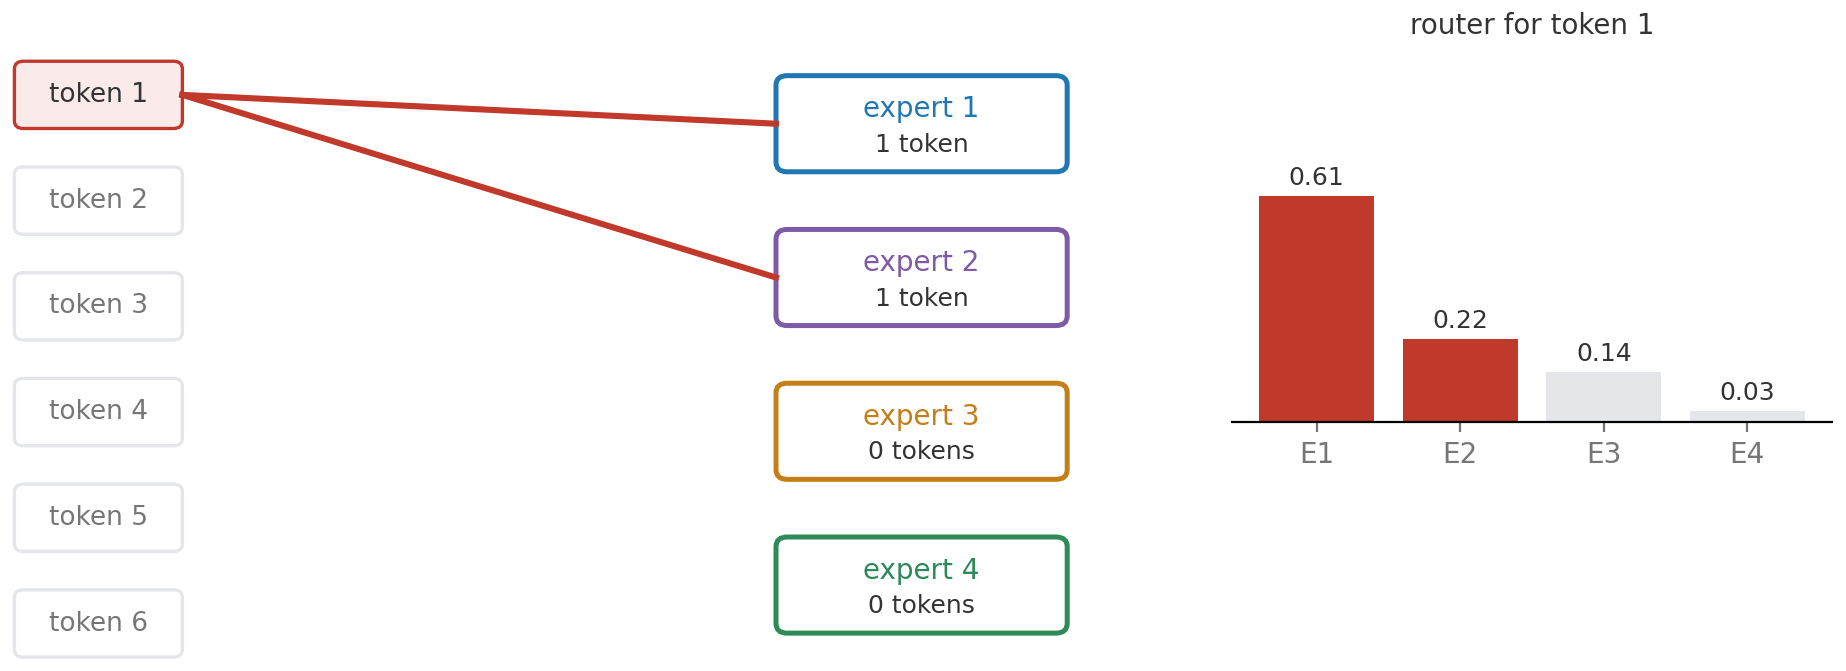 router for token 1
token 1
token 2
token 3
token 4
token 5
token 6
expert 1
1 token
expert 2
1 token
expert 3
0 tokens
expert 4
0 tokens
0.61
0.22
0.14
0.03
E1 E2 E3 E4